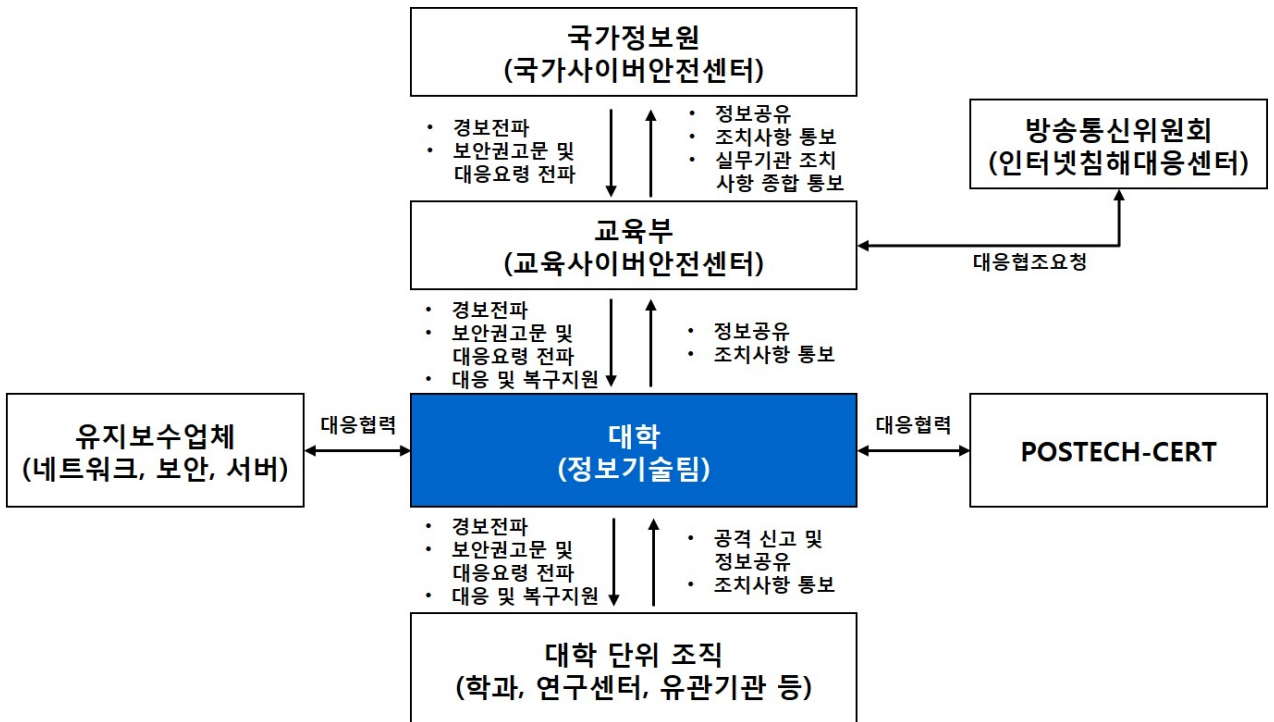 국가정보원
(국가사이버안전센터)
• 경보전파
• 보안권고문 및
대응요령 전파
• 정보공유
• 조치사항 통보
• 실무기관 조치
사항 종합 통보
방송통신위원회
(인터넷침해대응센터)
교육부
(교육사이버안전센터)
대응협조요청
• 경보전파
• 보안권고문 및
대응요령 전파
• 대응 및 복구지원
• 정보공유
• 조치사항 통보
유지보수업체
(네트워크, 보안, 서버)
대응협력
대학
(정보기술팀)
대응협력
POSTECH-CERT
• 경보전파
• 보안권고문 및
대응요령 전파
• 대응 및 복구지원
• 공격 신고 및
정보공유
• 조치사항 통보
대학 단위 조직
(학과, 연구센터, 유관기관 등)